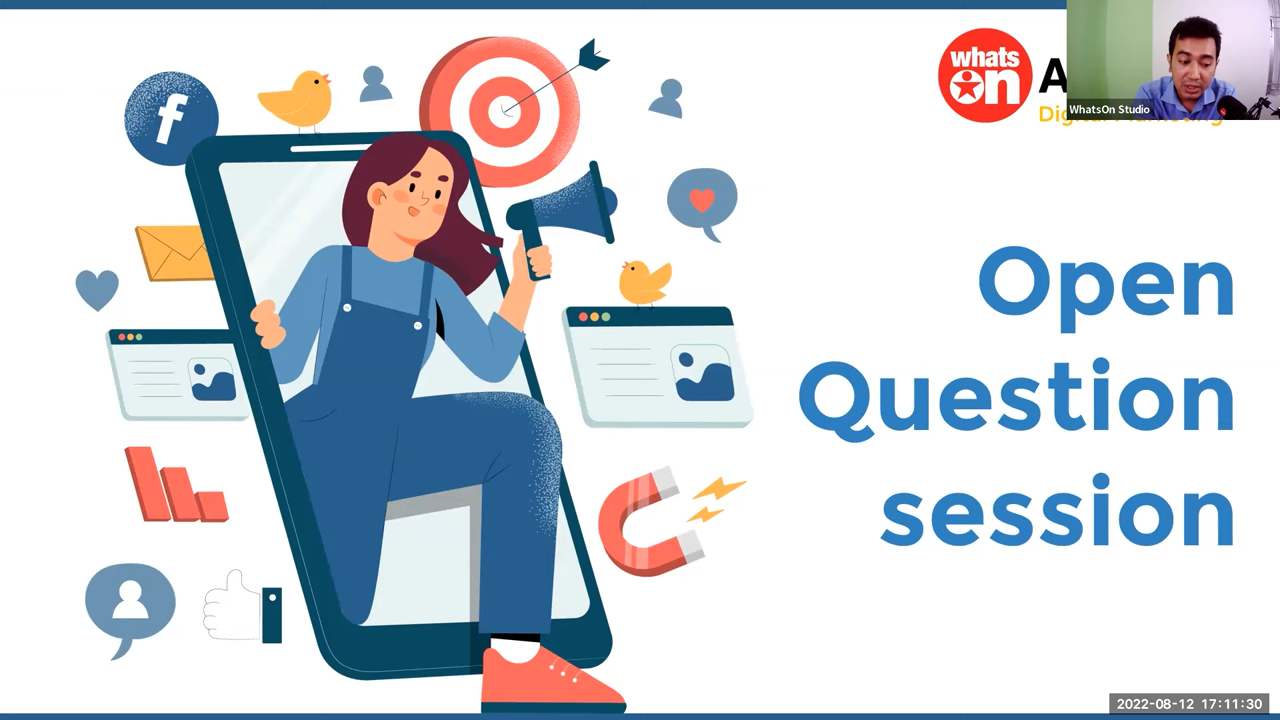 whats
on
A
WhatsOn Studio
Open
Question
session
2022-08-12 17:11:30